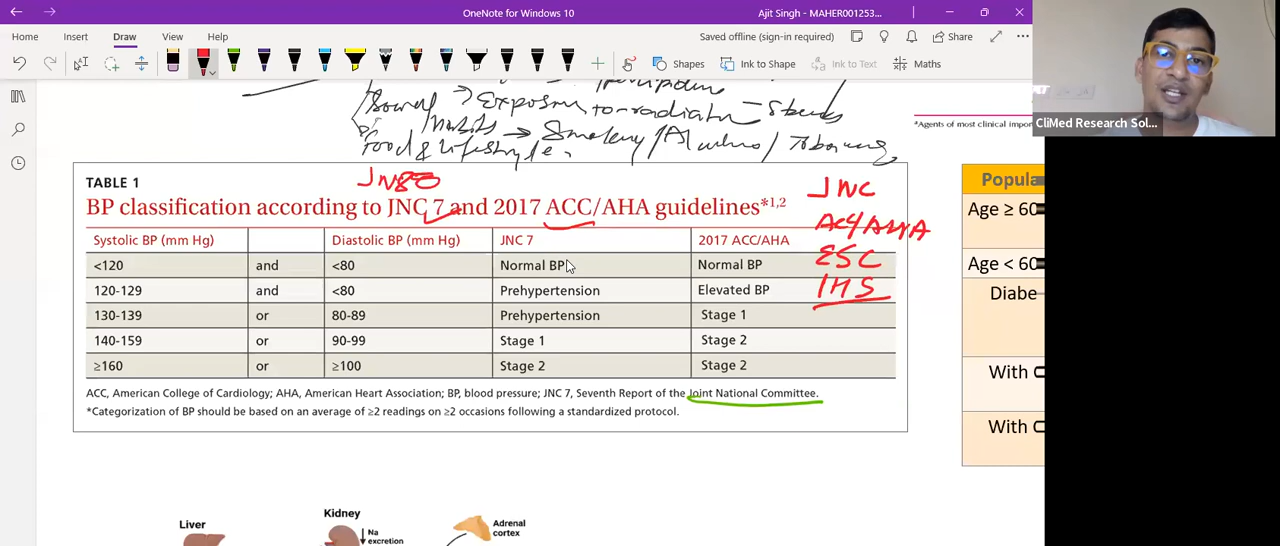 OneNote for Windows 10
Ajit Singh - MAHER001253...
Home Insert Draw View Help
Saved offline (sign-in required)
Share
Shapes
Ink to Shape
Ink to Text
Maths
Exposure to radiation - 
Habits → Smoking / 
Food & Lifestyle.
*Agents of most clinical impor
CliMed Research Sol...
TABLE 1
BP classification according to JNC 7 and 2017 ACC/AHA guidelines*1,2
JNC
ACC/AHA
ESC
IHS
Systolic BP (mm Hg) Diastolic BP (mm Hg) JNC 7 2017 ACC/AHA
<120 and <80 Normal BP Normal BP
120-129 and <80 Prehypertension Elevated BP
130-139 or 80-89 Prehypertension Stage 1
140-159 or 90-99 Stage 1 Stage 2
≥160 or ≥100 Stage 2 Stage 2
ACC, American College of Cardiology; AHA, American Heart Association; BP, blood pressure; JNC 7, Seventh Report of the Joint National Committee.
*Categorization of BP should be based on an average of ≥2 readings on ≥2 occasions following a standardized protocol.
Popula
Age ≥ 60
Age < 60
Diabe
With C
With C
Liver
Kidney
Na
excretion
Adrenal
cortex